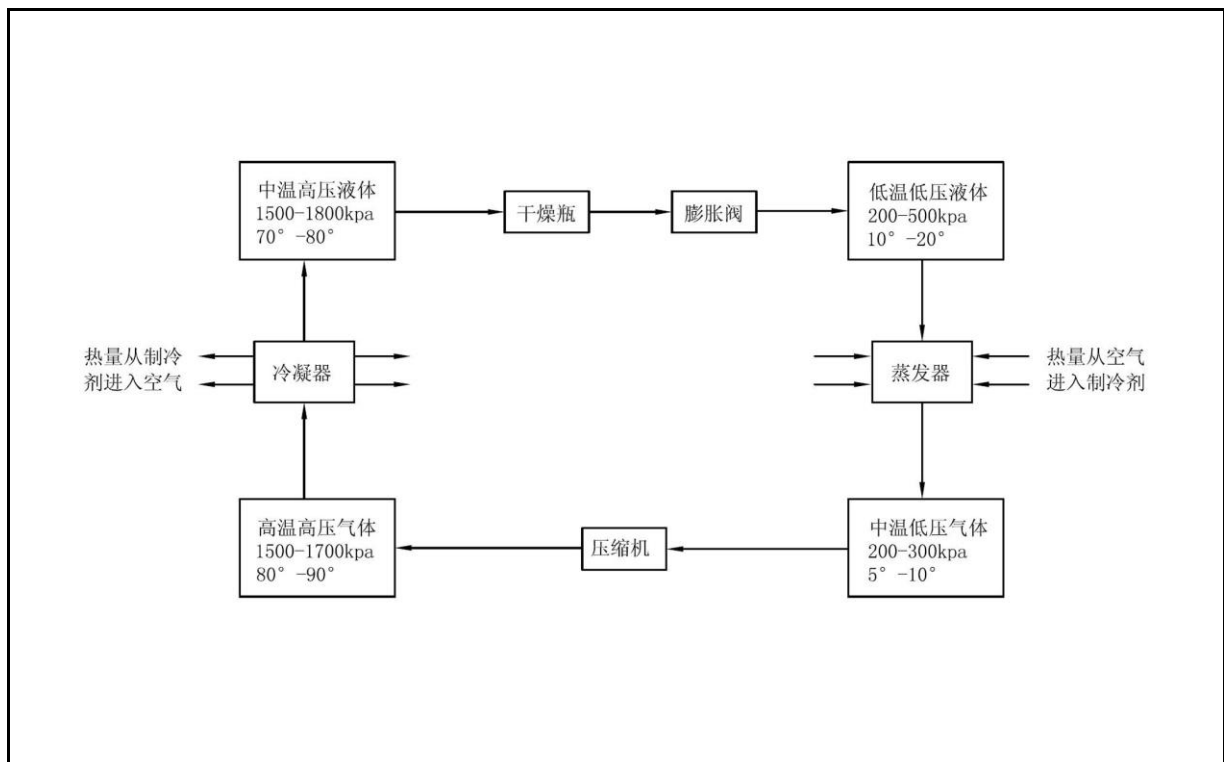 中温高压液体
1500-1800kpa
70° -80°
干燥瓶
膨胀阀
低温低压液体
200-500kpa
10° -20°
热量从制冷
剂进入空气
冷凝器
蒸发器
热量从空气
进入制冷剂
高温高压气体
1500-1700kpa
80° -90°
压缩机
中温低压气体
200-300kpa
5° -10°